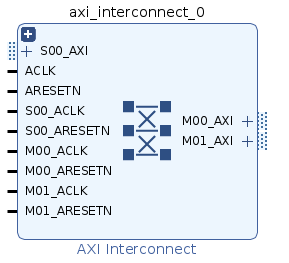 axi_interconnect_0
S00_AXI
ACLK
ARESETN
S00_ACLK
S00_ARESETN
M00_ACLK
M00_ARESETN
M01_ACLK
M01_ARESETN
M00_AXI
M01_AXI
AXI Interconnect